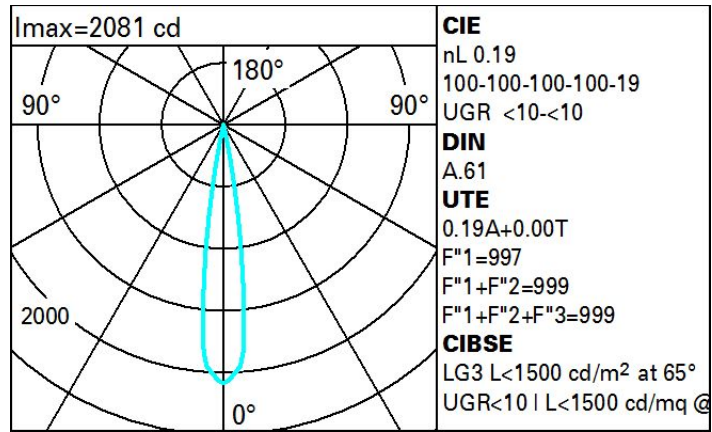 Imax=2081 cd
180°
90°
90°
2000
0°
CIE
nL 0.19
100-100-100-100-19
UGR <10-<10
DIN
A.61
UTE
0.19A+0.00T
F"1=997
F"1+F"2=999
F"1+F"2+F"3=999
CIBSE
LG3 L<1500 cd/m² at 65°
UGR<10 | L<1500 cd/mq @